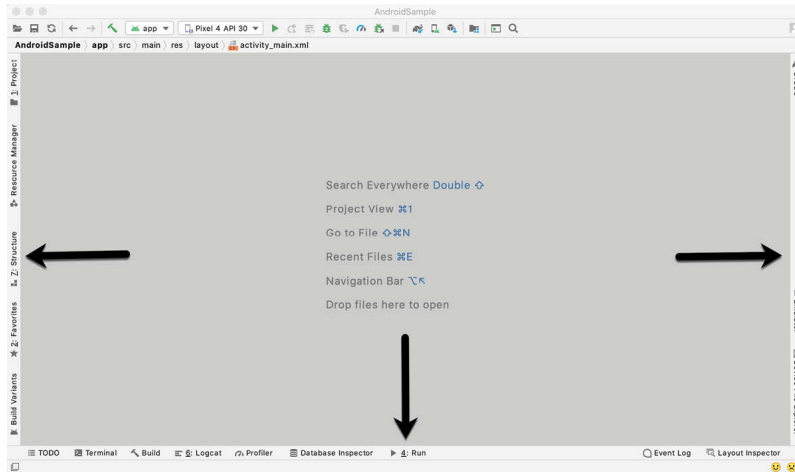 AndroidSample
app
Pixel 4 API 30
AndroidSample app src main res layout activity_main.xml
1: Project
Resource Manager
Z: Structure
2: Favorites
Build Variants
Search Everywhere Double ⇧
Project View ⌘1
Go to File ⇧⌘N
Recent Files ⌘E
Navigation Bar ⌥↖
Drop files here to open
TODO Terminal Build 6: Logcat Profiler Database Inspector 4: Run Event Log Layout Inspector